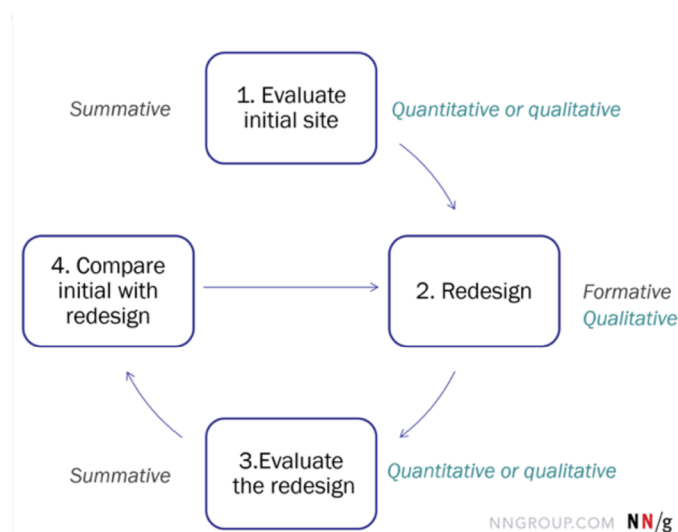 1. Evaluate
initial site
Summative
Quantitative or qualitative
4. Compare
initial with
redesign
2. Redesign
Formative
Qualitative
3.Evaluate
the redesign
Summative
Quantitative or qualitative
NNGROUP.COM NN/g